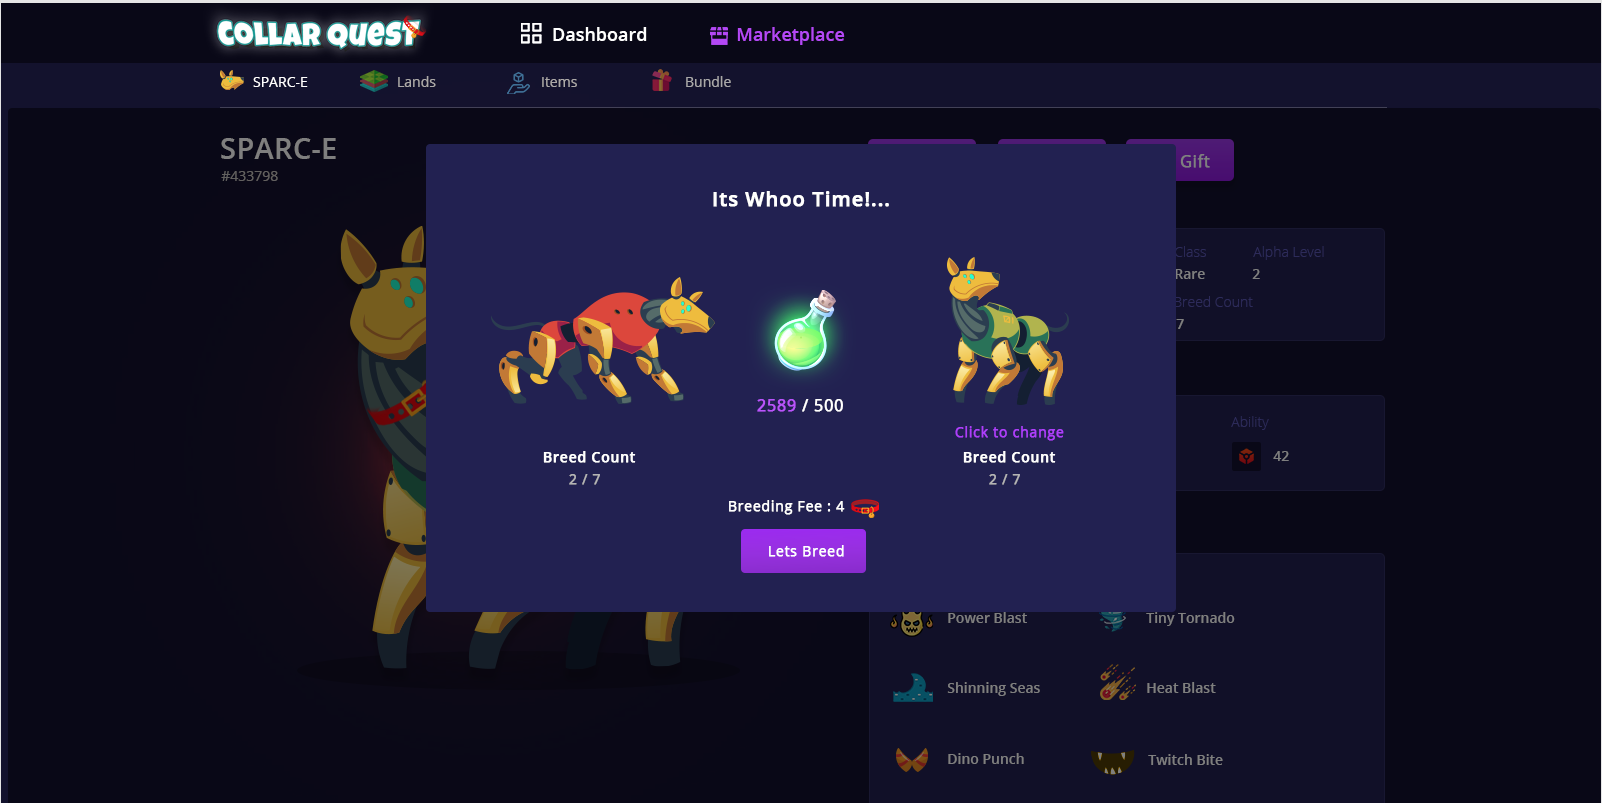 COLLAR QUEST
Dashboard
Marketplace
SPARC-E
Lands
Items
Bundle
SPARC-E
#433798
Gift
Its Whoo Time!...
Class
Alpha Level
Rare
2
Breed Count
7
2589 / 500
Click to change
Breed Count
Breed Count
2 / 7
2 / 7
Ability
42
Breeding Fee : 4
Lets Breed
Power Blast
Tiny Tornado
Shinning Seas
Heat Blast
Dino Punch
Twitch Bite